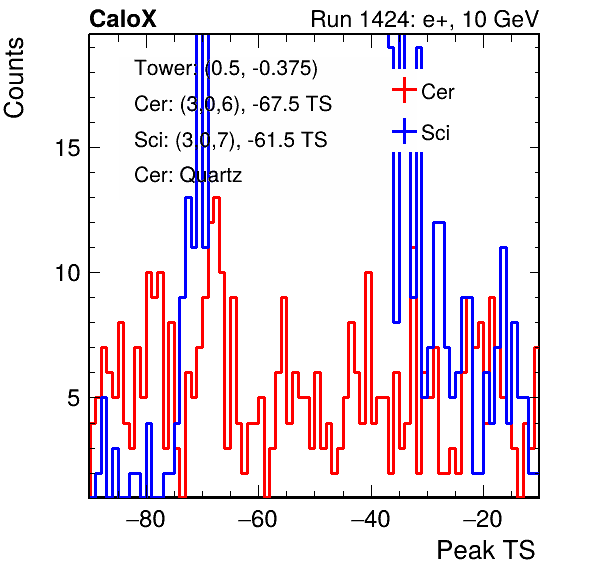 CaloX Run 1424: e+, 10 GeV
Counts
Tower: (0.5, -0.375)
Cer: (3,0,6), -67.5 TS
Sci: (3,0,7), -61.5 TS
Cer: Quartz
Cer
Sci
15
10
5
−80 −60 −40 −20
Peak TS